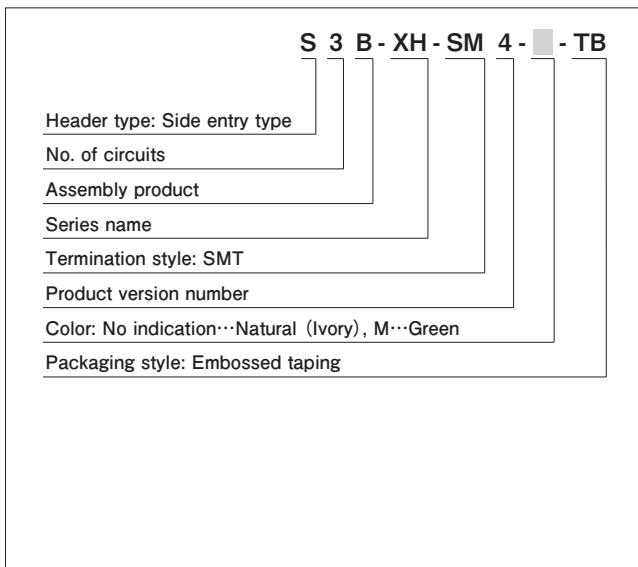 S 3 B - XH - SM 4 - - TB
Header type: Side entry type
No. of circuits
Assembly product
Series name
Termination style: SMT
Product version number
Color: No indication…Natural (Ivory), M…Green
Packaging style: Embossed taping